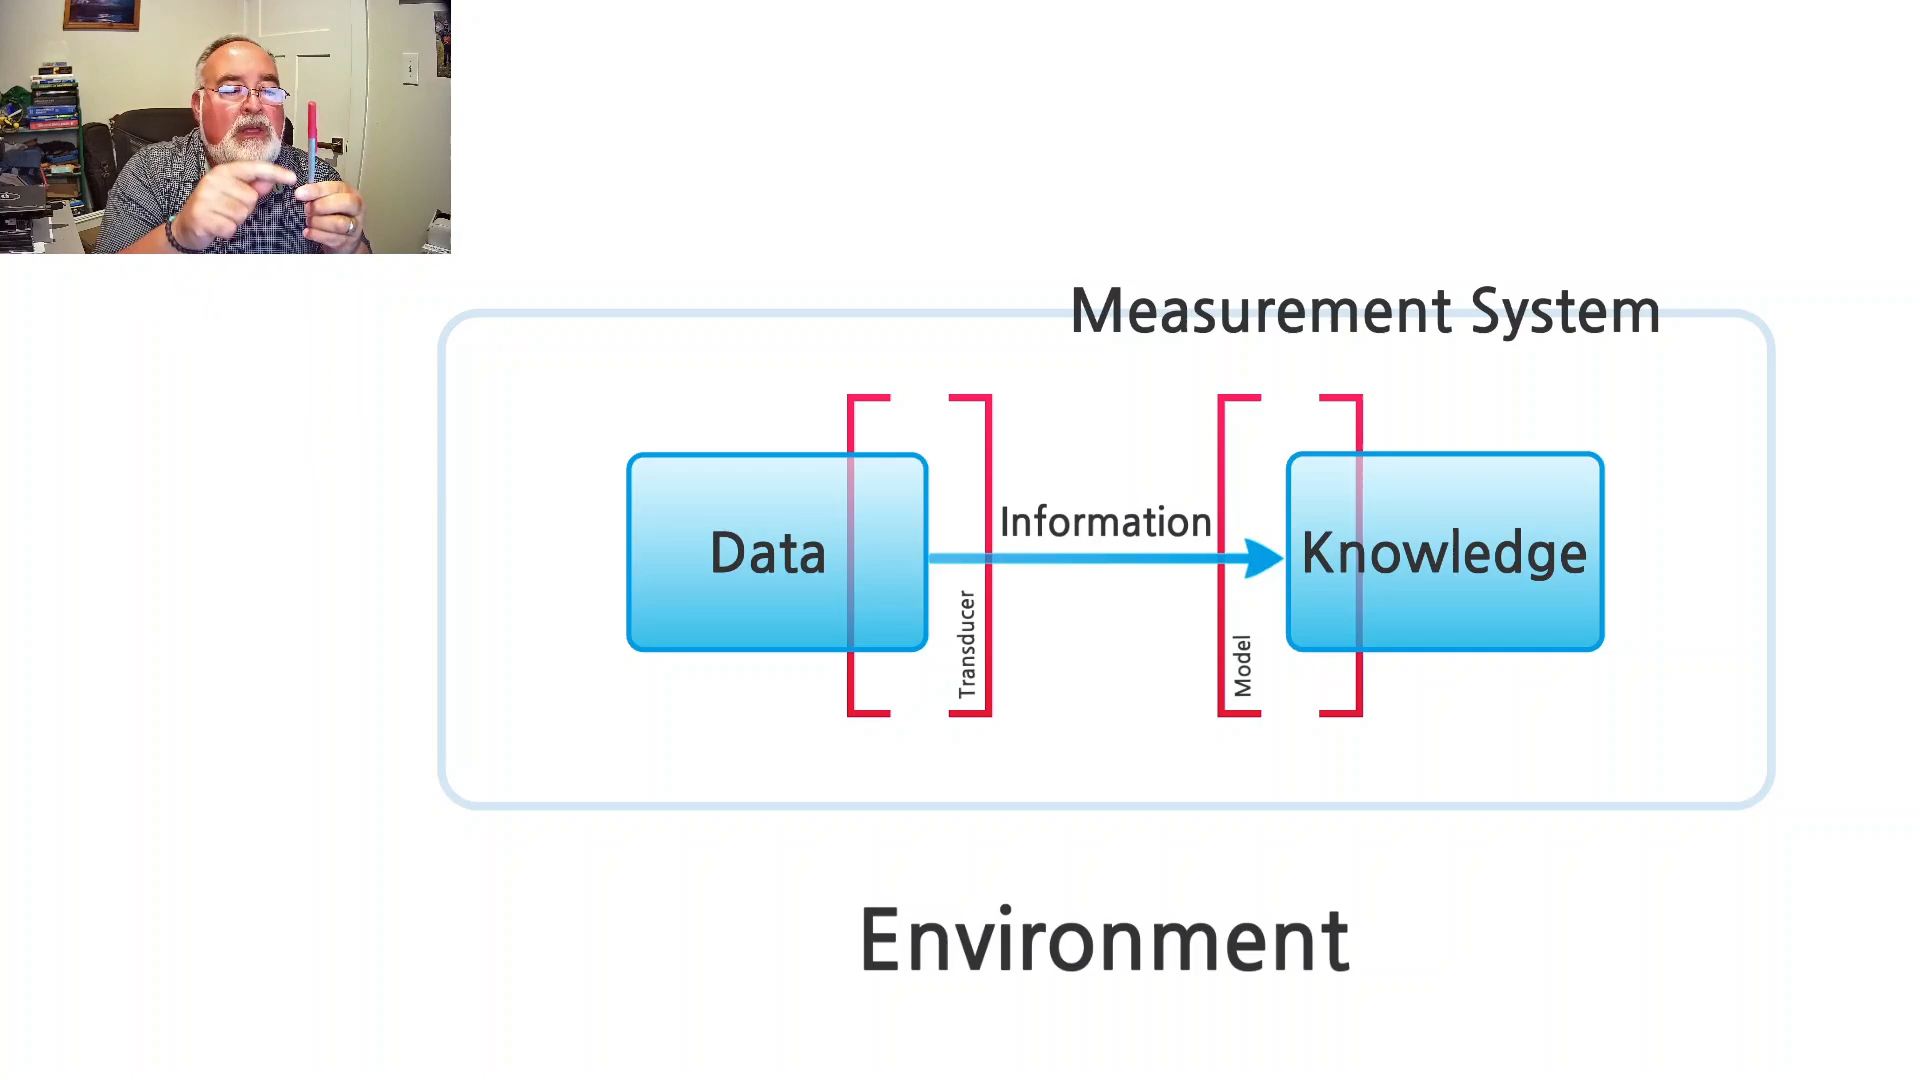 Measurement System
Information
Data
Knowledge
Transducer
Model
Environment